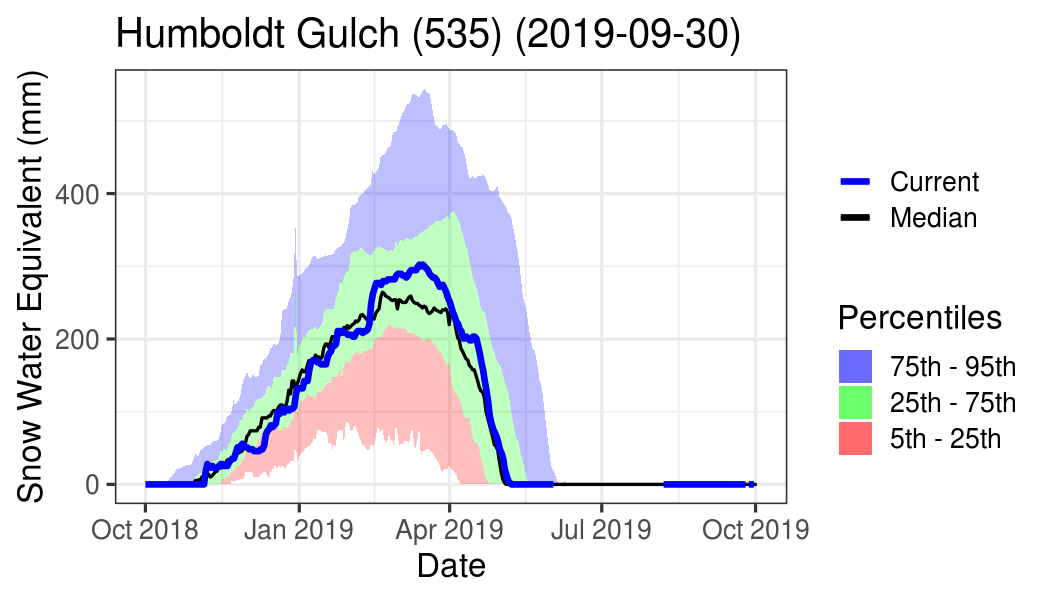 Humboldt Gulch (535) (2019-09-30)
Snow Water Equivalent (mm)
400
200
0
Oct 2018
Jan 2019
Apr 2019
Jul 2019
Oct 2019
Date
Current
Median
Percentiles
75th - 95th
25th - 75th
5th - 25th